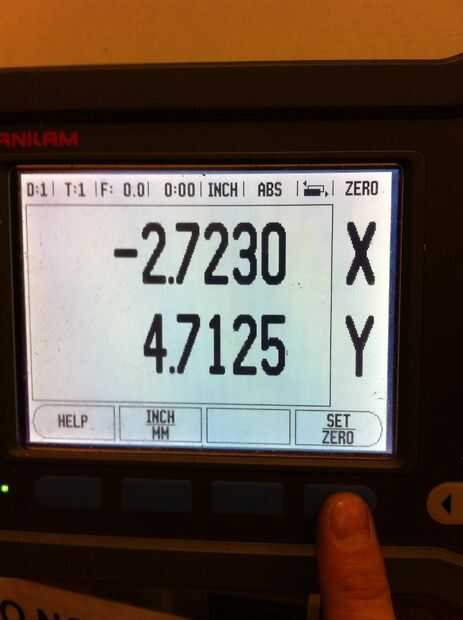 ANILAM
D:1 T:1 F: 0.0 0:00 INCH ABS ZERO
-2.7230 X
4.7125 Y
HELP INCH MM SET ZERO